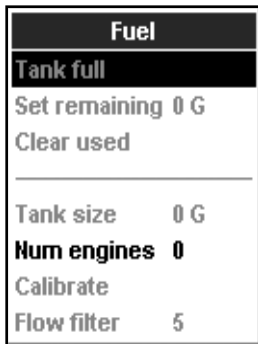 Fuel
Tank full
Set remaining 0 G
Clear used
Tank size 0 G
Num engines 0
Calibrate
Flow filter 5